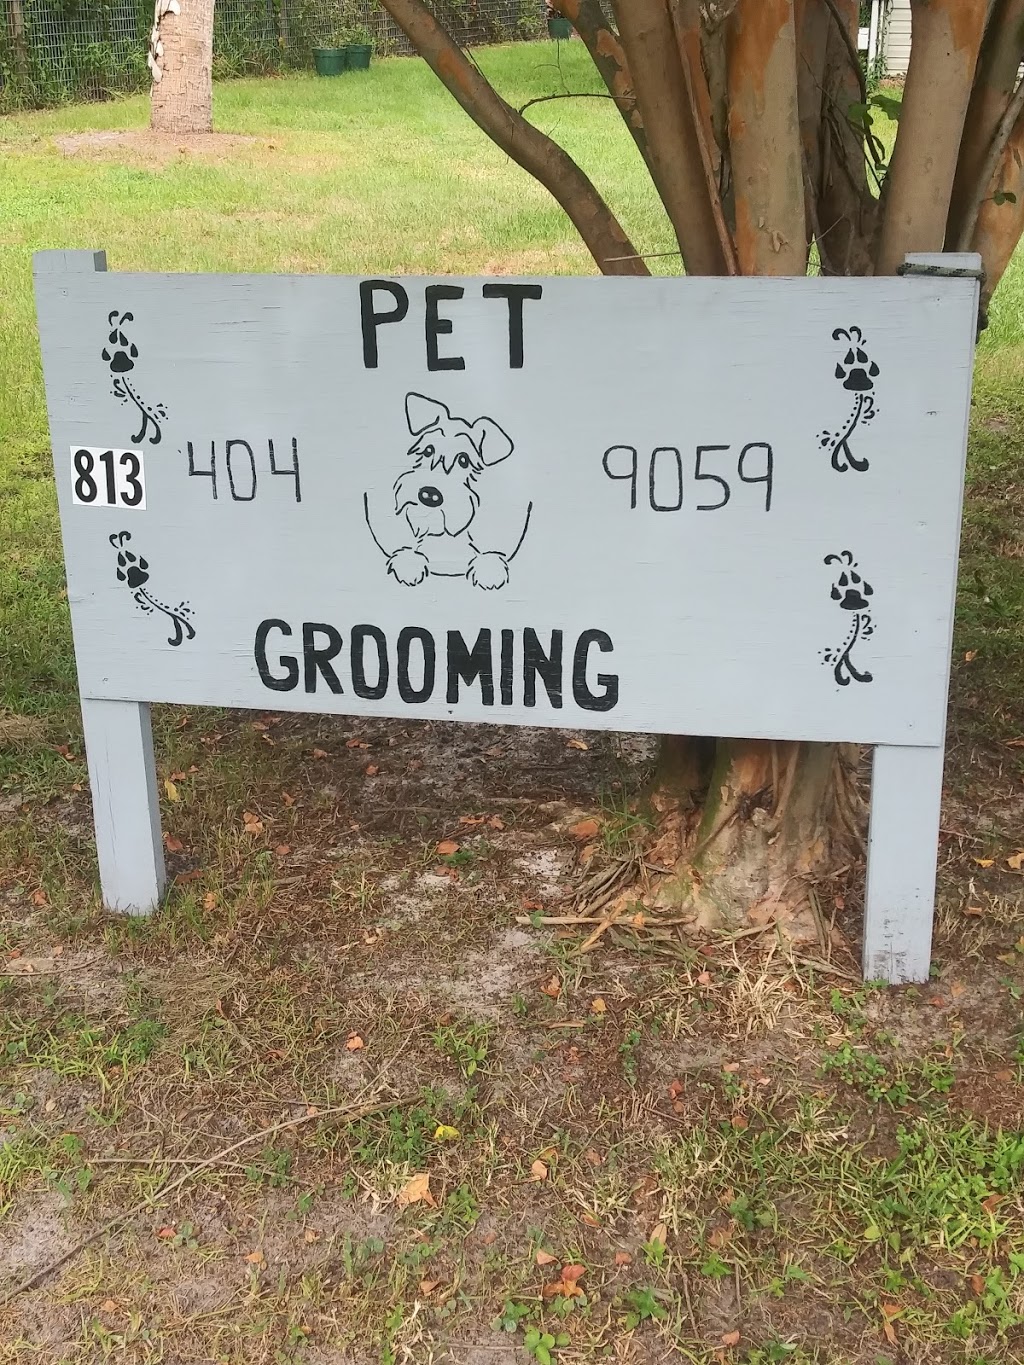 PET
813 404 9059
GROOMING